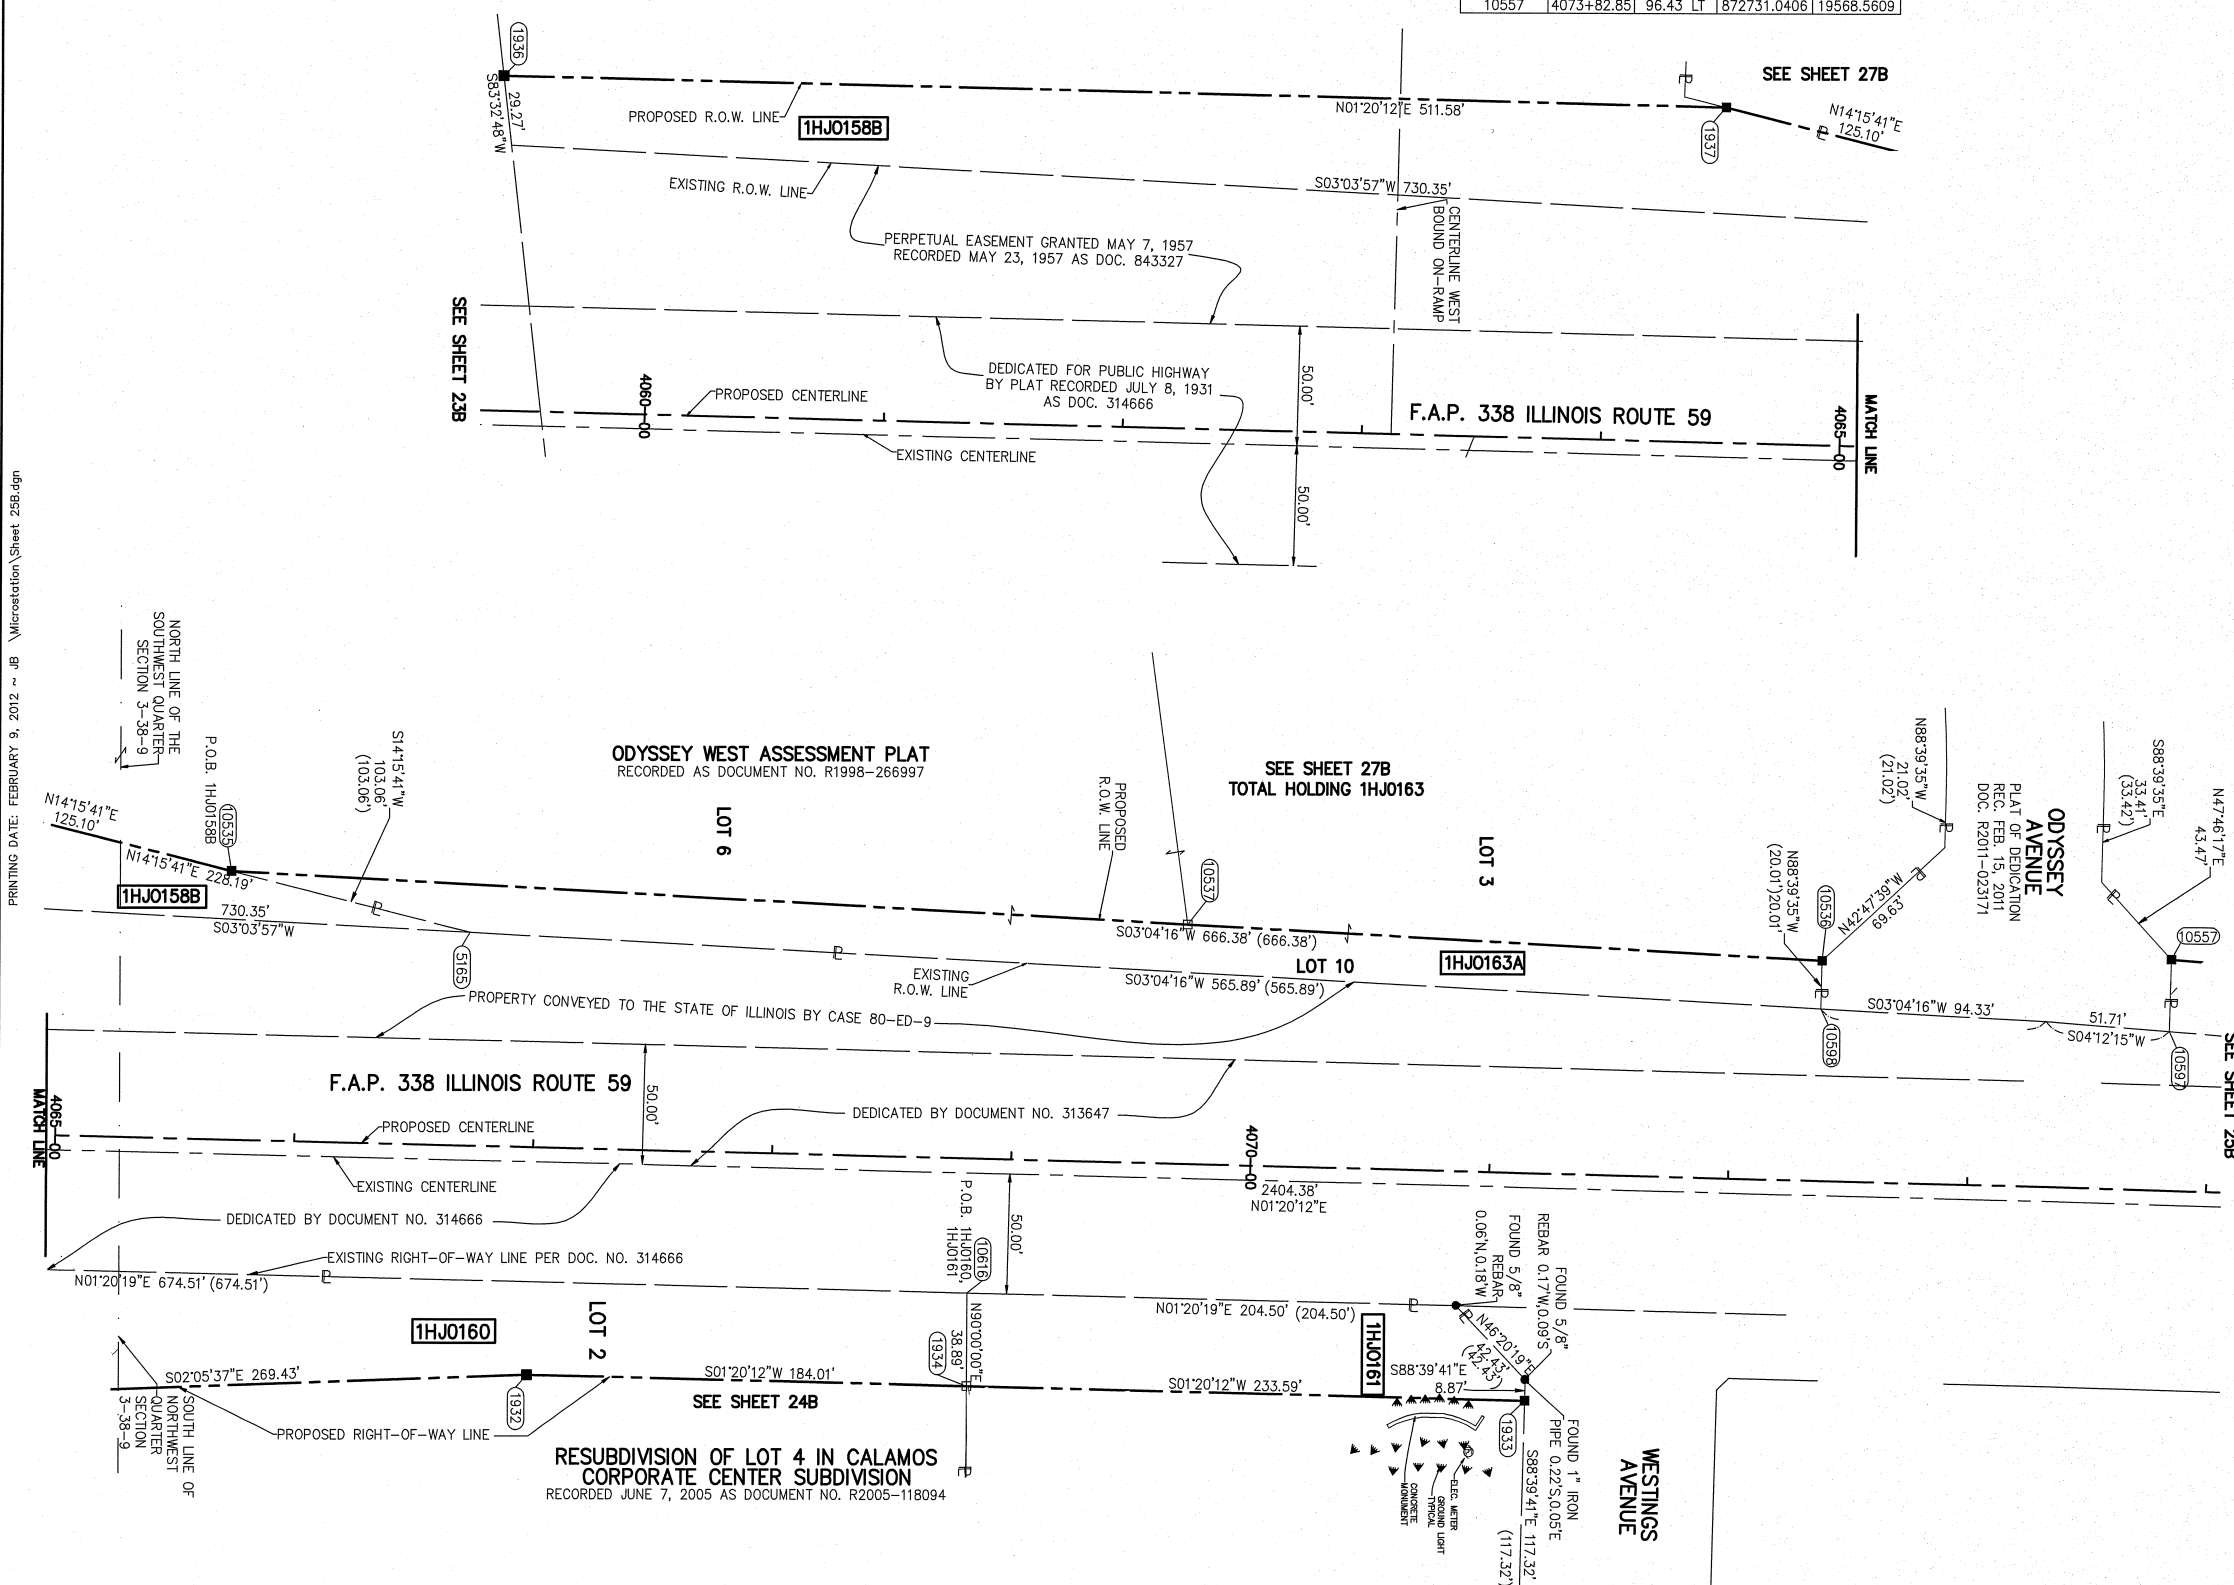 10557 4073+82.85 96.43 LT 872731.0406 19568.5609
1936
S83°32'48"W
29.27'
PROPOSED R.O.W. LINE
1HJ0158B
N01°20'12"E 511.58'
SEE SHEET 27B
1937
N14°15'41"E
125.10'
EXISTING R.O.W. LINE
S03°03'57"W 730.35'
CENTERLINE WEST
BOUND ON-RAMP
PERPETUAL EASEMENT GRANTED MAY 7, 1957
RECORDED MAY 23, 1957 AS DOC. 843327
SEE SHEET 23B
DEDICATED FOR PUBLIC HIGHWAY
BY PLAT RECORDED JULY 8, 1931
AS DOC. 314666
50.00'
4060+00
PROPOSED CENTERLINE
F.A.P. 338 ILLINOIS ROUTE 59
4065+00
MATCH LINE
EXISTING CENTERLINE
50.00'
PRINTING DATE: FEBRUARY 9, 2012 ~ JB \Microstation\Sheet 25B.dgn
NORTH LINE OF THE
SOUTHWEST QUARTER
SECTION 3-38-9
P.O.B. 1HJ0158B
10535
S14°15'41"W
103.06'
(103.06')
ODYSSEY WEST ASSESSMENT PLAT
RECORDED AS DOCUMENT NO. R1998-266997
LOT 6
PROPOSED
R.O.W. LINE
SEE SHEET 27B
TOTAL HOLDING 1HJ0163
10537
LOT 3
N88°39'35"W
21.02'
(21.02')
PLAT OF DEDICATION
REC. FEB. 15, 2011
DOC. R2011-023171
ODYSSEY
AVENUE
S88°39'35"E
33.41'
(33.42')
N47°46'17"E
43.47'
N88°39'35"W
(20.01')20.01'
10536
N42°47'39"W
69.63'
10557
N14°15'41"E
125.10'
N14°15'41"E 228.19'
1HJ0158B
730.35'
S03°03'57"W
5165
S03°04'16"W 666.38' (666.38')
LOT 10
1HJ0163A
EXISTING
R.O.W. LINE
S03°04'16"W 565.89' (565.89')
S03°04'16"W 94.33'
51.71'
S04°12'15"W
10598
10597
SEE SHEET 25B
PROPERTY CONVEYED TO THE STATE OF ILLINOIS BY CASE 80-ED-9
F.A.P. 338 ILLINOIS ROUTE 59
50.00'
DEDICATED BY DOCUMENT NO. 313647
4065+00
MATCH LINE
PROPOSED CENTERLINE
4070+00
EXISTING CENTERLINE
2404.38'
N01°20'12"E
DEDICATED BY DOCUMENT NO. 314666
P.O.B. 1HJ0160,
1HJ0161
10616
50.00'
EXISTING RIGHT-OF-WAY LINE PER DOC. NO. 314666
N01°20'19"E 674.51' (674.51')
FOUND 5/8"
REBAR
0.06'N,0.18'W
FOUND 5/8"
REBAR 0.17'W,0.09'S
N01°20'19"E 204.50' (204.50')
1HJ0160
LOT 2
1934
N90°00'00"E
38.89'
1HJ0161
N46°20'19"E
42.43'
(42.43')
S88°39'41"E
8.87'
S02°05'37"E 269.43'
S01°20'12"W 184.01'
S01°20'12"W 233.59'
SEE SHEET 24B
1932
1933
SOUTH LINE OF
NORTHWEST
QUARTER
SECTION
3-38-9
PROPOSED RIGHT-OF-WAY LINE
RESUBDIVISION OF LOT 4 IN CALAMOS
CORPORATE CENTER SUBDIVISION
RECORDED JUNE 7, 2005 AS DOCUMENT NO. R2005-118094
CONCRETE
MONUMENT
GROUND LIGHT
TYPICAL
ELEC. METER
S88°39'41"E 117.32'
(117.32')
FOUND 1" IRON
PIPE 0.22'S,0.05'E
WESTINGS
AVENUE